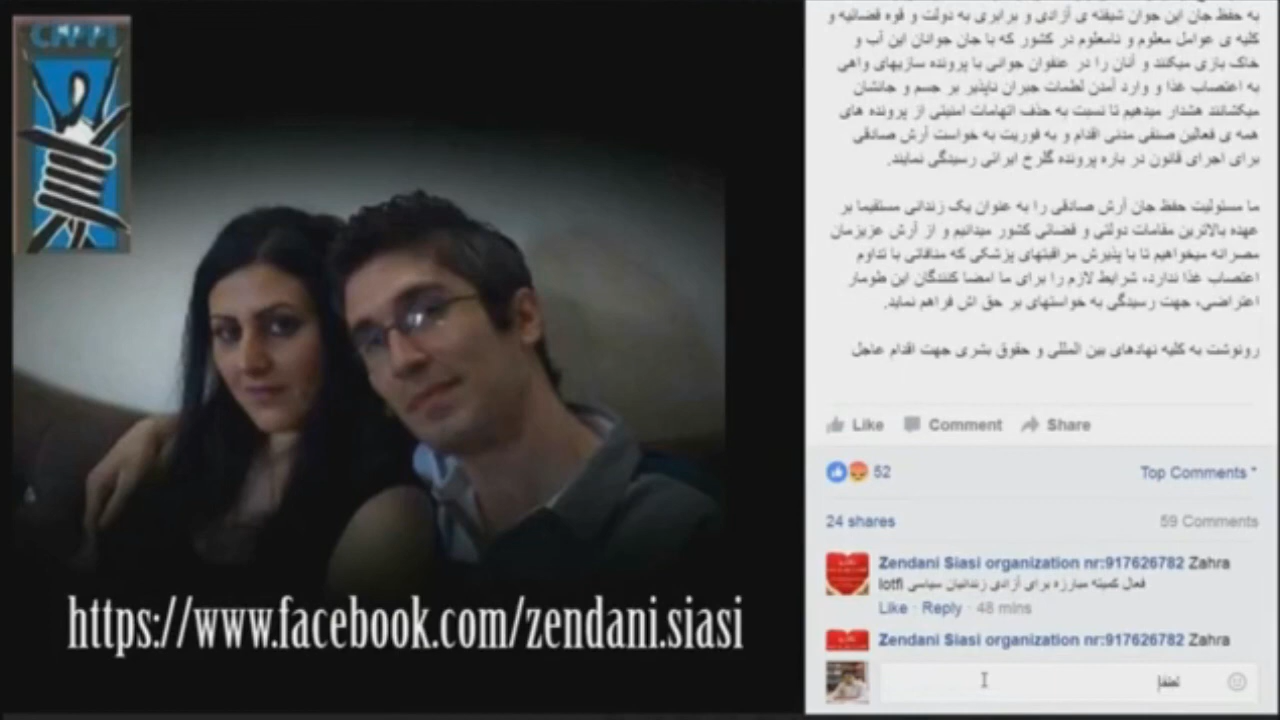 CFPPI
https://www.facebook.com/zendani.siasi
به حفظ جان این جوان شیفته ی آزادی و برابری به دولت و قوه قضائیه و
کلیه ی عوامل معلوم و نامعلوم در کشور که با جان جوانان این آب و
خاک بازی میکنند و آنان را در عنفوان جوانی با پرونده سازیهای واهی
به اعتصاب غذا و وارد آمدن لطمات جبران ناپذیر بر جسم و جانشان
میکشانند هشدار میدهیم تا نسبت به حذف اتهامات امنیتی از پرونده های
همه ی فعالین صنفی مدنی اقدام و به فوریت به خواست آرش صادقی
برای اجرای قانون در باره پرونده گلرخ ایرائی رسیدگی نمایند.
ما مسئولیت حفظ جان آرش صادقی را به عنوان یک زندانی مستقیما بر
عهده بالاترین مقامات دولتی و قضائی کشور میدانیم و از آرش عزیزمان
مصرانه میخواهیم تا با پذیرش مراقبتهای پزشکی که منافاتی با تداوم
اعتصاب غذا ندارد، شرایط لازم را برای ما امضا کنندگان این طومار
اعتراضی، جهت رسیدگی به خواستهای بر حق اش فراهم نماید.
رونوشت به کلیه نهادهای بین المللی و حقوق بشری جهت اقدام عاجل
Like Comment Share
52 Top Comments
24 shares 59 Comments
Zendani Siasi organization nr:917626782 Zahra
lotfi فعال کمیته مبارزه برای آزادی زندانیان سیاسی
Like · Reply · 48 mins
Zendani Siasi organization nr:917626782 Zahra
لطفا